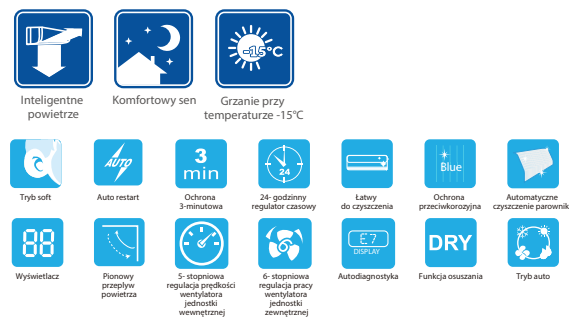 -15°C
Inteligentne
powietrze
Komfortowy sen
Grzanie przy
temperaturze -15°C
AUTO
3
min
24
Blue
Tryb soft
Auto restart
Ochrona
3-minutowa
24- godzinny
regulator czasowy
Łatwy
do czyszczenia
Ochrona
przeciwkorozyjna
Automatyczne
czyszczenie parownik
88
E7
DISPLAY
DRY
Wyświetlacz
Pionowy
przepływ
powietrza
5- stopniowa
regulacja prędkości
wentylatora
jednostki
wewnętrznej
6- stopniowa
regulacja pracy
wentylatora
jednostki
zewnętrznej
Autodiagnostyka
Funkcja osuszania
Tryb auto